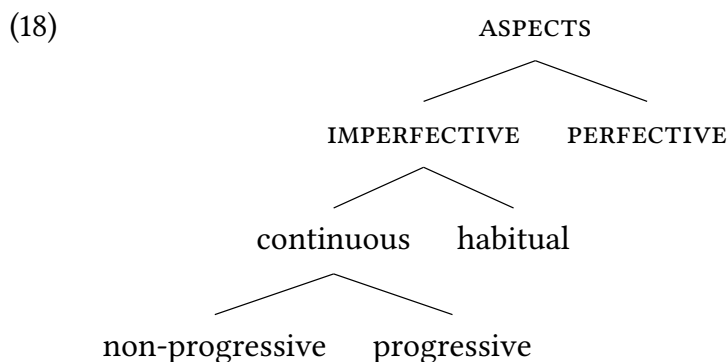 (18) ASPECTS
IMPERFECTIVE PERFECTIVE
continuous habitual
non-progressive progressive